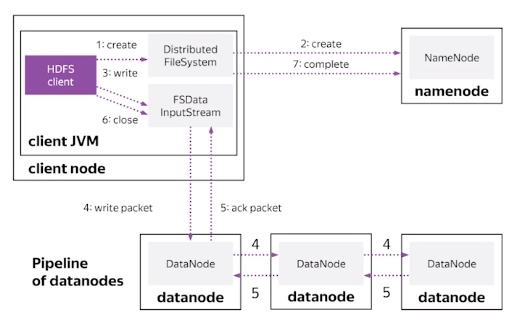 1: create
Distributed
FileSystem
2: create
NameNode
HDFS
client
3: write
7: complete
namenode
FSData
InputStream
6: close
client JVM
client node
4: write packet
5: ack packet
Pipeline
of datanodes
DataNode
4
DataNode
4
DataNode
5
5
datanode
datanode
datanode